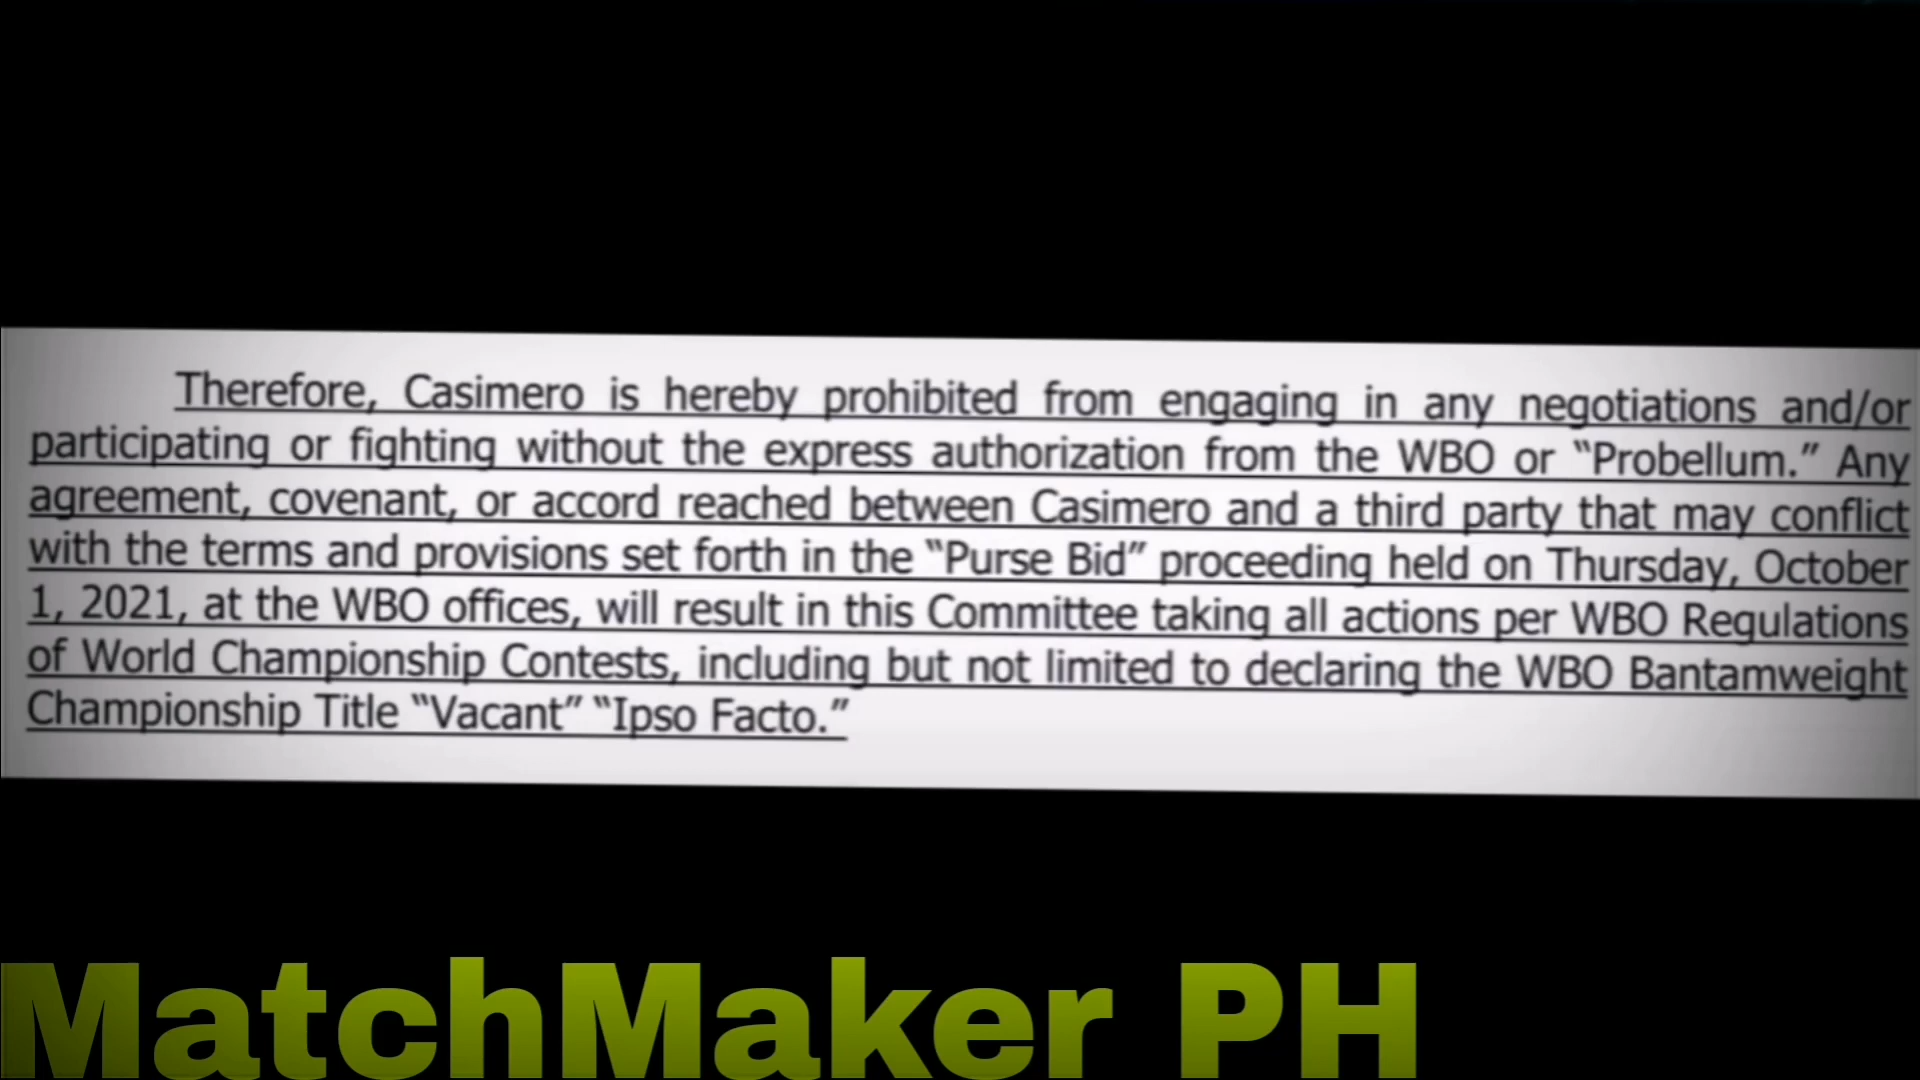 Therefore, Casimero is hereby prohibited from engaging in any negotiations and/or
participating or fighting without the express authorization from the WBO or “Probellum.” Any
agreement, covenant, or accord reached between Casimero and a third party that may conflict
with the terms and provisions set forth in the “Purse Bid” proceeding held on Thursday, October
1, 2021, at the WBO offices, will result in this Committee taking all actions per WBO Regulations
of World Championship Contests, including but not limited to declaring the WBO Bantamweight
Championship Title “Vacant” “Ipso Facto.”
MatchMaker PH